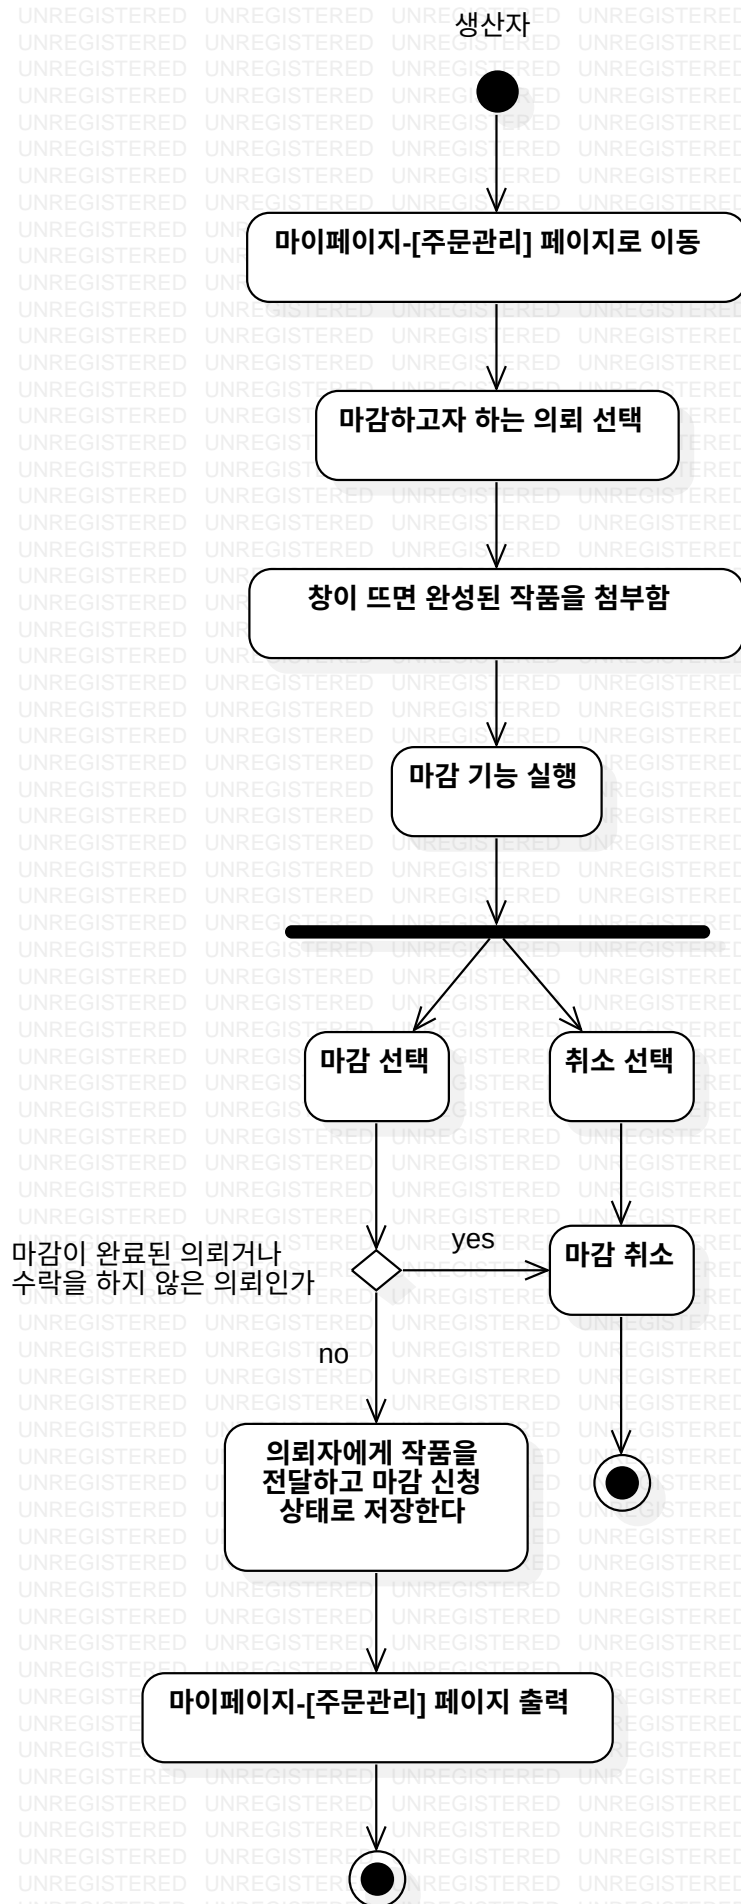 생산자
마이페이지-[주문관리] 페이지로 이동
마감하고자 하는 의뢰 선택
창이 뜨면 완성된 작품을 첨부함
마감 기능 실행
마감 선택
취소 선택
마감이 완료된 의뢰거나
수락을 하지 않은 의뢰인가
yes
마감 취소
no
의뢰자에게 작품을
전달하고 마감 신청
상태로 저장한다
마이페이지-[주문관리] 페이지 출력
UNREGISTERED